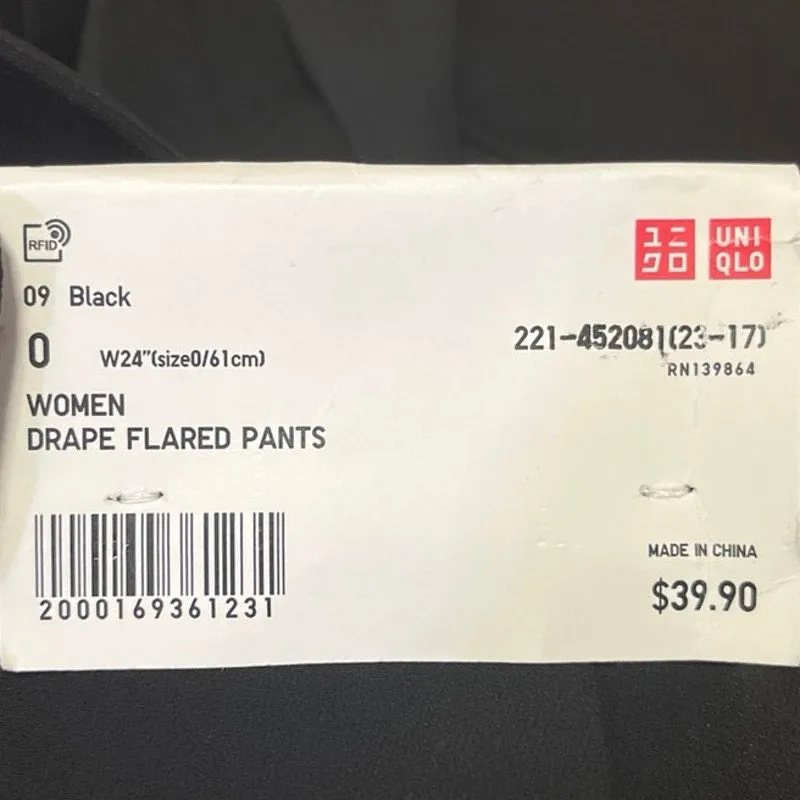 RFID
ユニ
クロ
UNI
QLO
09 Black
0 W24"(size0/61cm)
221-452081(23-17)
RN139864
WOMEN
DRAPE FLARED PANTS
2000169361231
MADE IN CHINA
$39.90